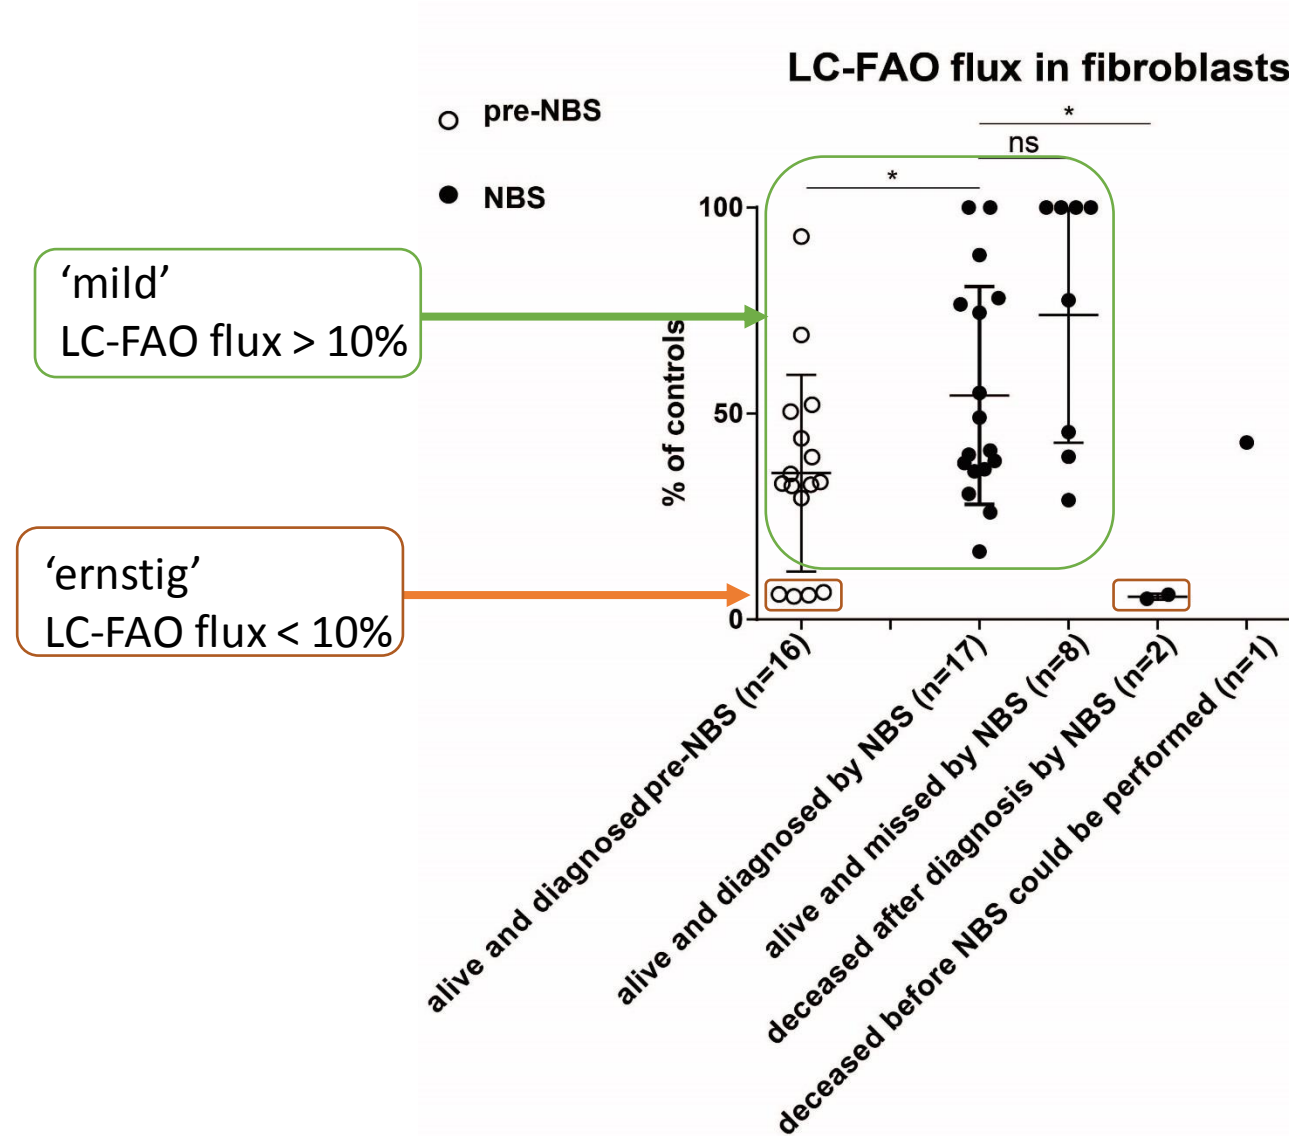 LC-FAO flux in fibroblasts
pre-NBS
NBS
*
ns
*
‘mild’
LC-FAO flux > 10%
‘ernstig’
LC-FAO flux < 10%
% of controls
100
50
0
alive and diagnosed pre-NBS (n=16)
alive and diagnosed by NBS (n=17)
alive and missed by NBS (n=8)
deceased after diagnosis by NBS (n=2)
deceased before NBS could be performed (n=1)